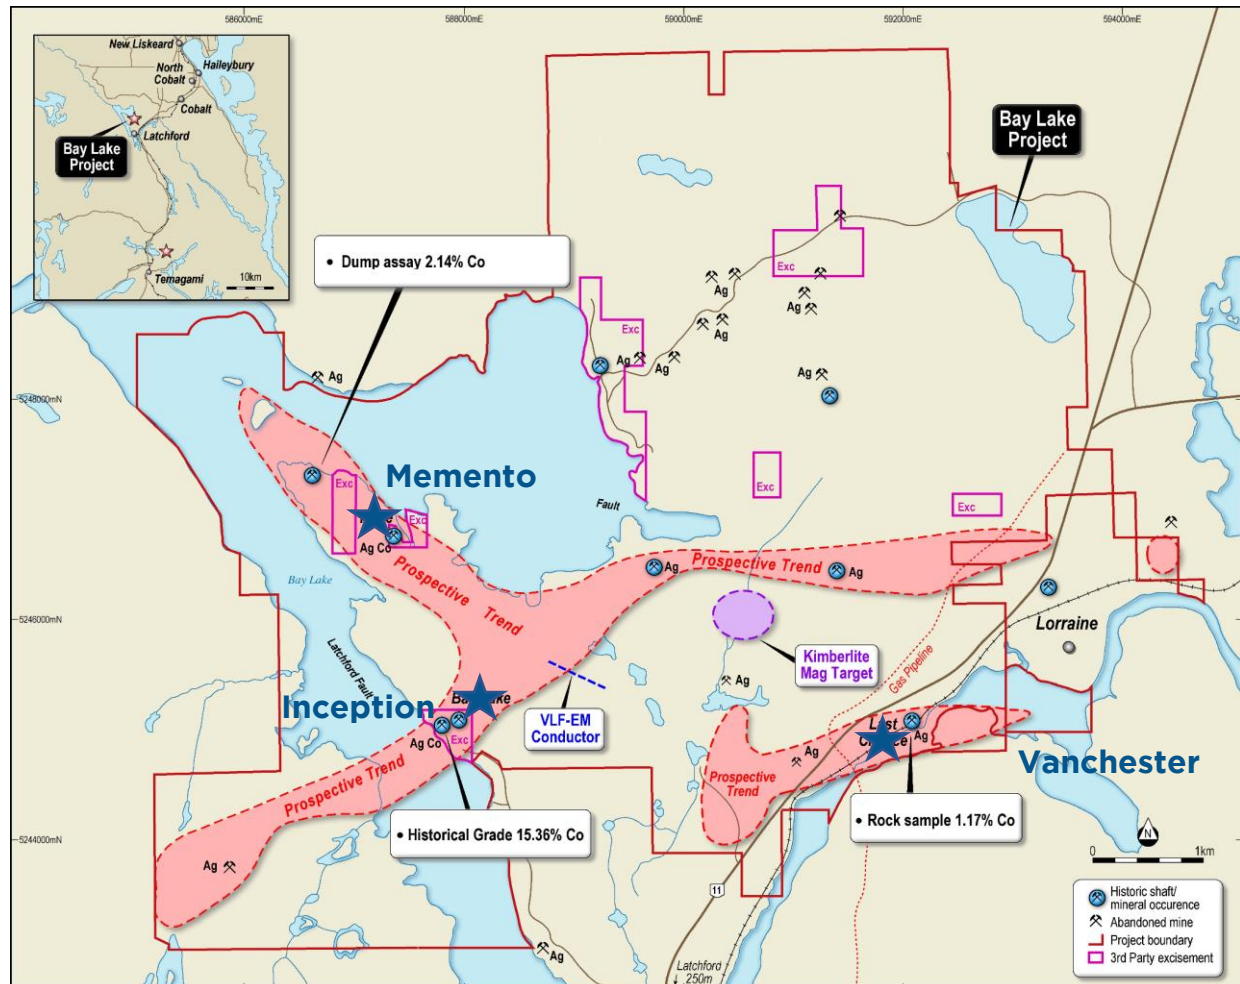 586000mE
588000mE
590000mE
592000mE
594000mE
New Liskeard
Haileybury
North
Cobalt
Cobalt
Latchford
Bay Lake
Project
Temagami
10km
Bay Lake
Project
• Dump assay 2.14% Co
Exc
Exc
Ag
Ag
Ag
Ag
Ag
Ag
Ag
Ag
5248000mN
Memento
Exc
Exc
Exc
Exc
Fault
Ag Co
Ag
Prospective Trend
Ag
Prospective
Trend
Bay Lake
5246000mN
Lorraine
Kimberlite
Mag Target
Gas Pipeline
Latchford Fault
Ag
Inception
Bay Lake
VLF-EM
Conductor
Ag Co
Exc
Last
Ag
Ag
Vanchester
Prospective Trend
Prospective
Trend
• Historical Grade 15.36% Co
• Rock sample 1.17% Co
5244000mN
N
0
1km
Ag
11
Ag
Latchford
250m
Historic shaft/
mineral occurence
Abandoned mine
Project boundary
3rd Party excisement